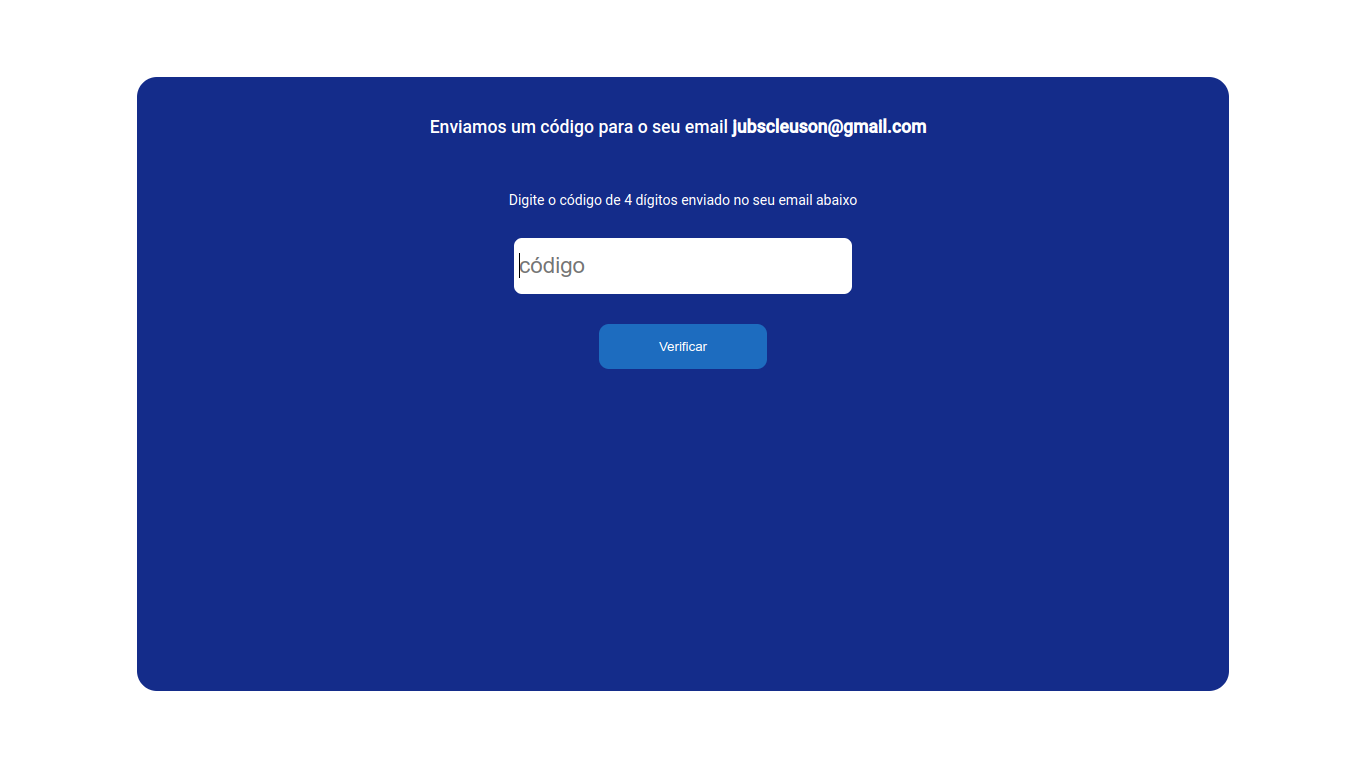 Enviamos um código para o seu email jubscleuson@gmail.com
Digite o código de 4 dígitos enviado no seu email abaixo
código
Verificar